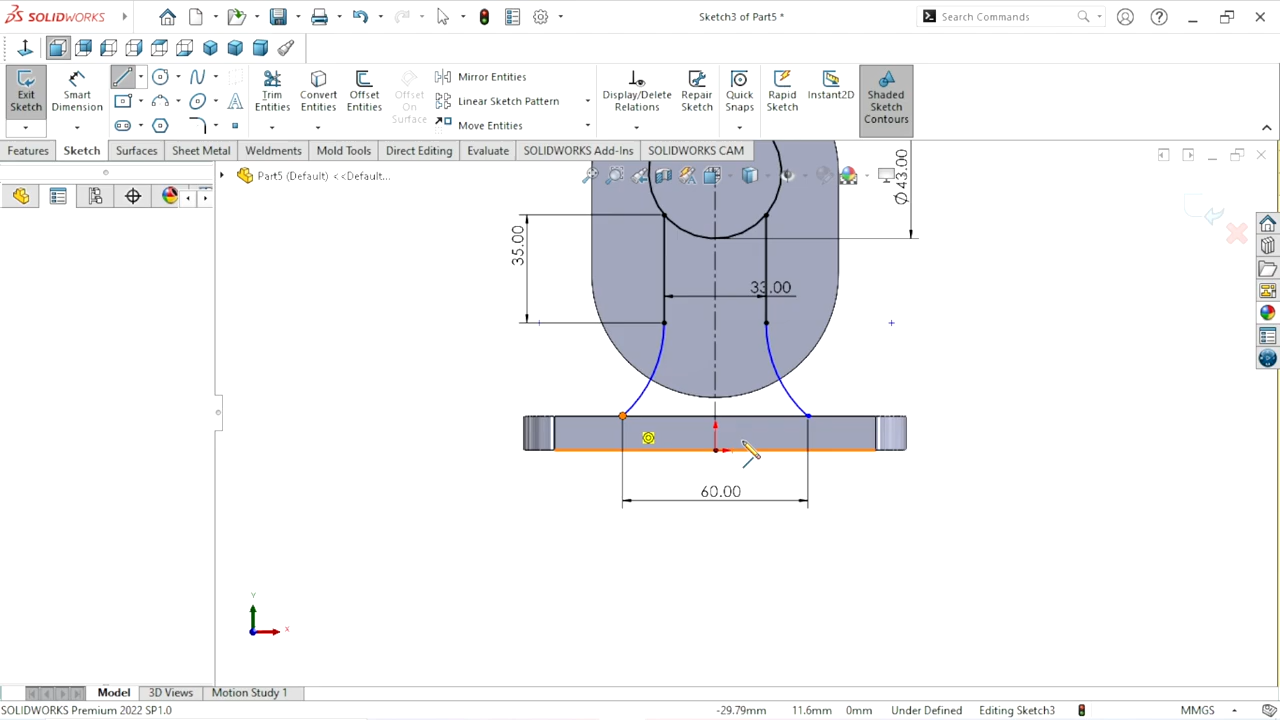 SOLIDWORKS
Sketch3 of Part5 *
Search Commands
Exit Sketch
Smart Dimension
Trim Entities
Convert Entities
Offset Entities
Offset On Surface
Mirror Entities
Linear Sketch Pattern
Move Entities
Display/Delete Relations
Repair Sketch
Quick Snaps
Rapid Sketch
Instant2D
Shaded Sketch Contours
Features
Sketch
Surfaces
Sheet Metal
Weldments
Mold Tools
Direct Editing
Evaluate
SOLIDWORKS Add-Ins
SOLIDWORKS CAM
Part5 (Default) <<Default...
Ø 43.00
35.00
33.00
60.00
Y
X
Model
3D Views
Motion Study 1
SOLIDWORKS Premium 2022 SP1.0
-29.79mm
11.6mm
0mm
Under Defined
Editing Sketch3
MMGS